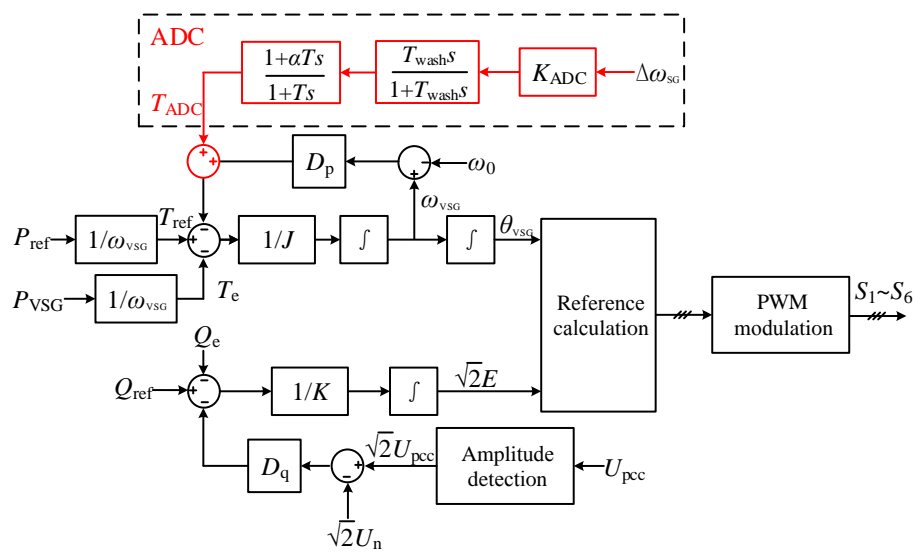 ADC
1+αTs
1+Ts
T_wash s
1+T_wash s
K_ADC
Δω_SG
T_ADC
+
+
D_p
−
+
ω_0
ω_VSG
P_ref
1/ω_VSG
T_ref
+
−
−
1/J
∫
∫
θ_VSG
P_VSG
1/ω_VSG
T_e
Reference
calculation
PWM
modulation
S_1~S_6
Q_e
Q_ref
+
−
−
1/K
∫
√2E
D_q
+
−
√2U_pcc
Amplitude
detection
U_pcc
√2U_n